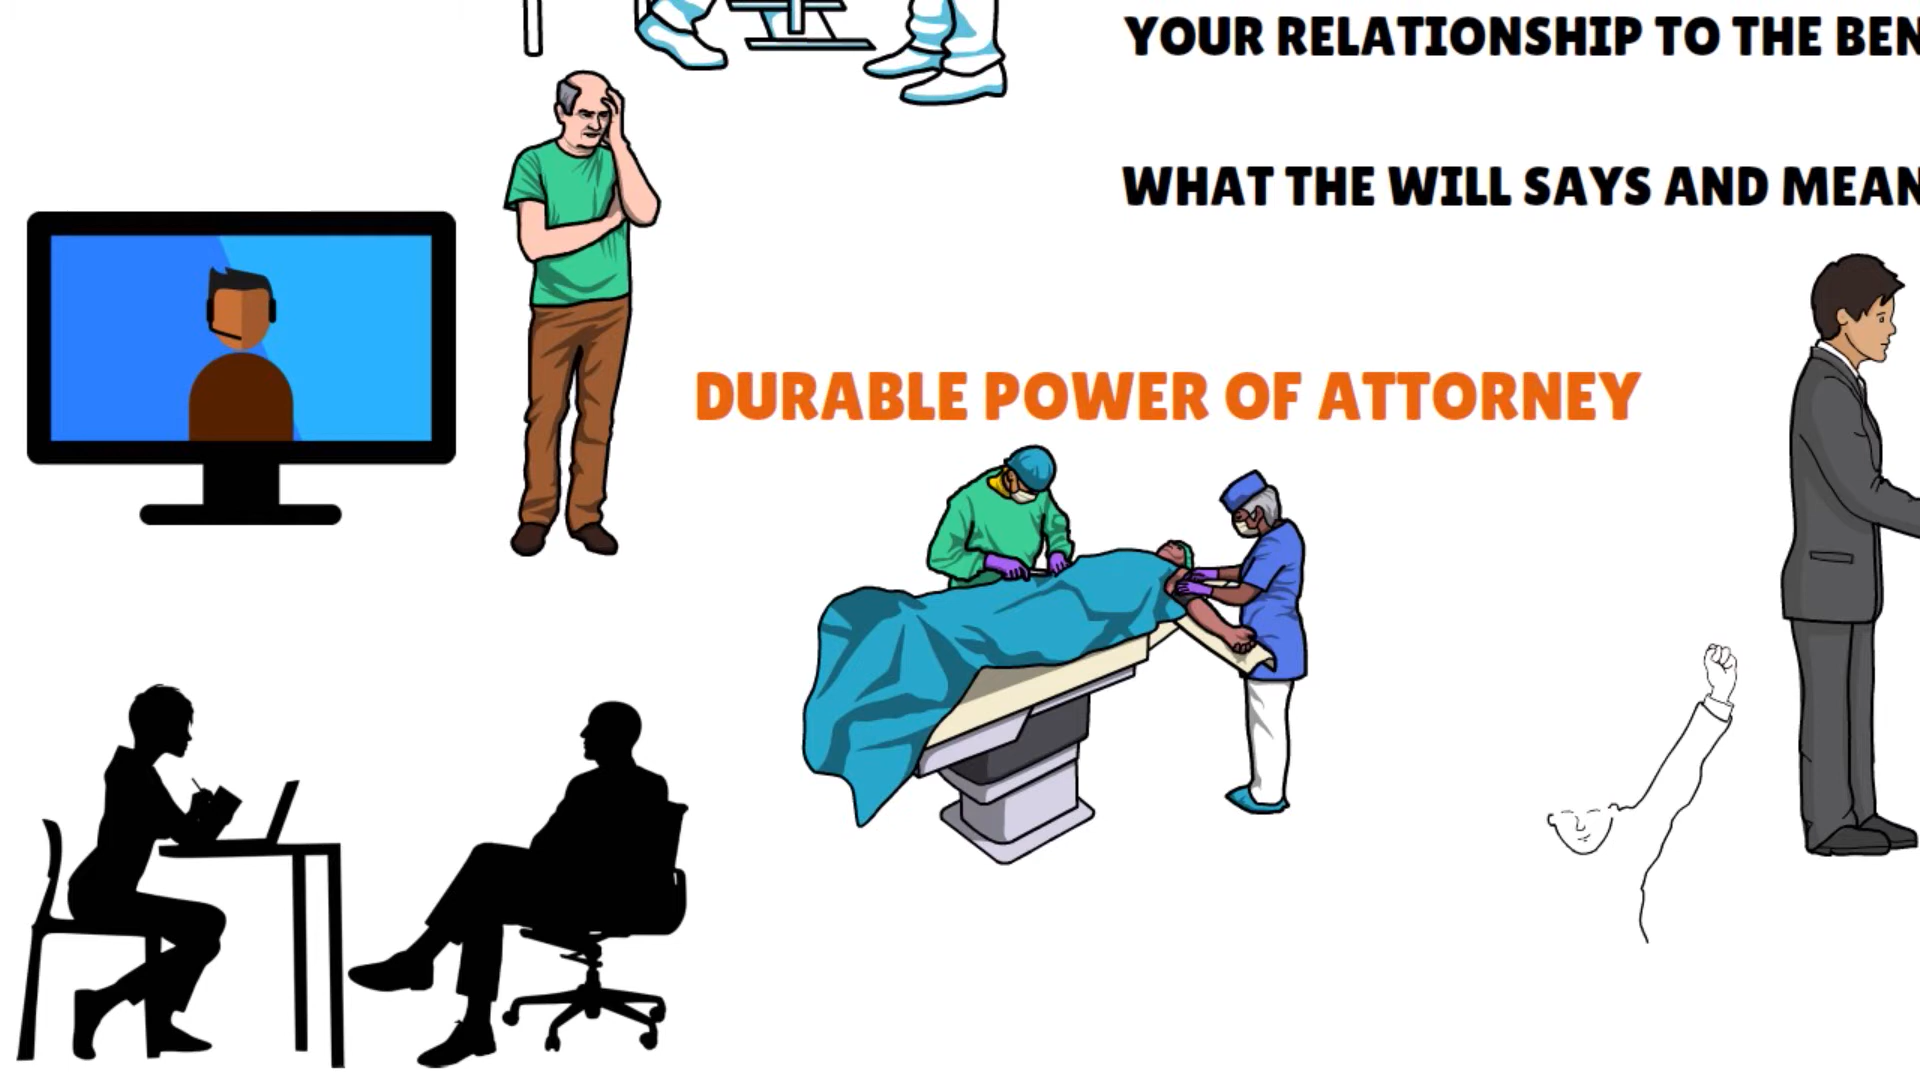 YOUR RELATIONSHIP TO THE BEN
WHAT THE WILL SAYS AND MEAN
DURABLE POWER OF ATTORNEY